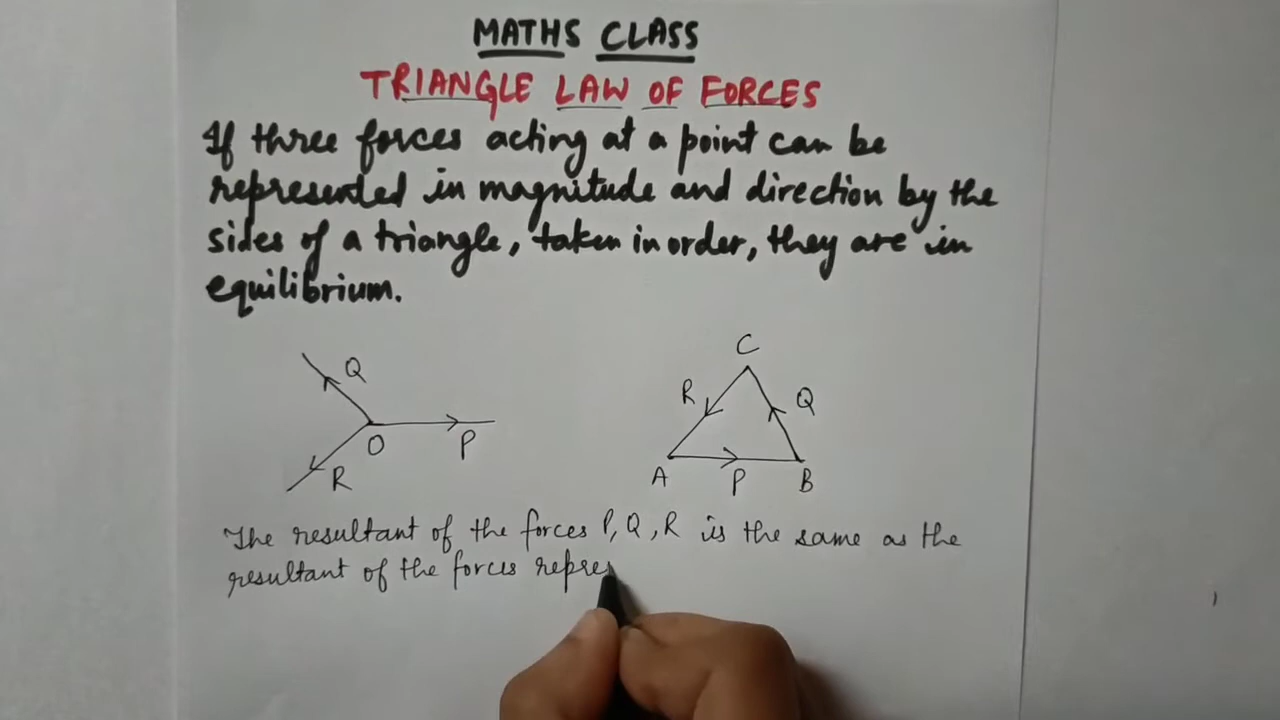 MATHS CLASS
TRIANGLE LAW OF FORCES
If three forces acting at a point can be
represented in magnitude and direction by the
sides of a triangle, taken in order, they are in
equilibrium.
Q
O
P
R
C
R
Q
A
P
B
The resultant of the forces P, Q, R is the same as the
resultant of the forces repre